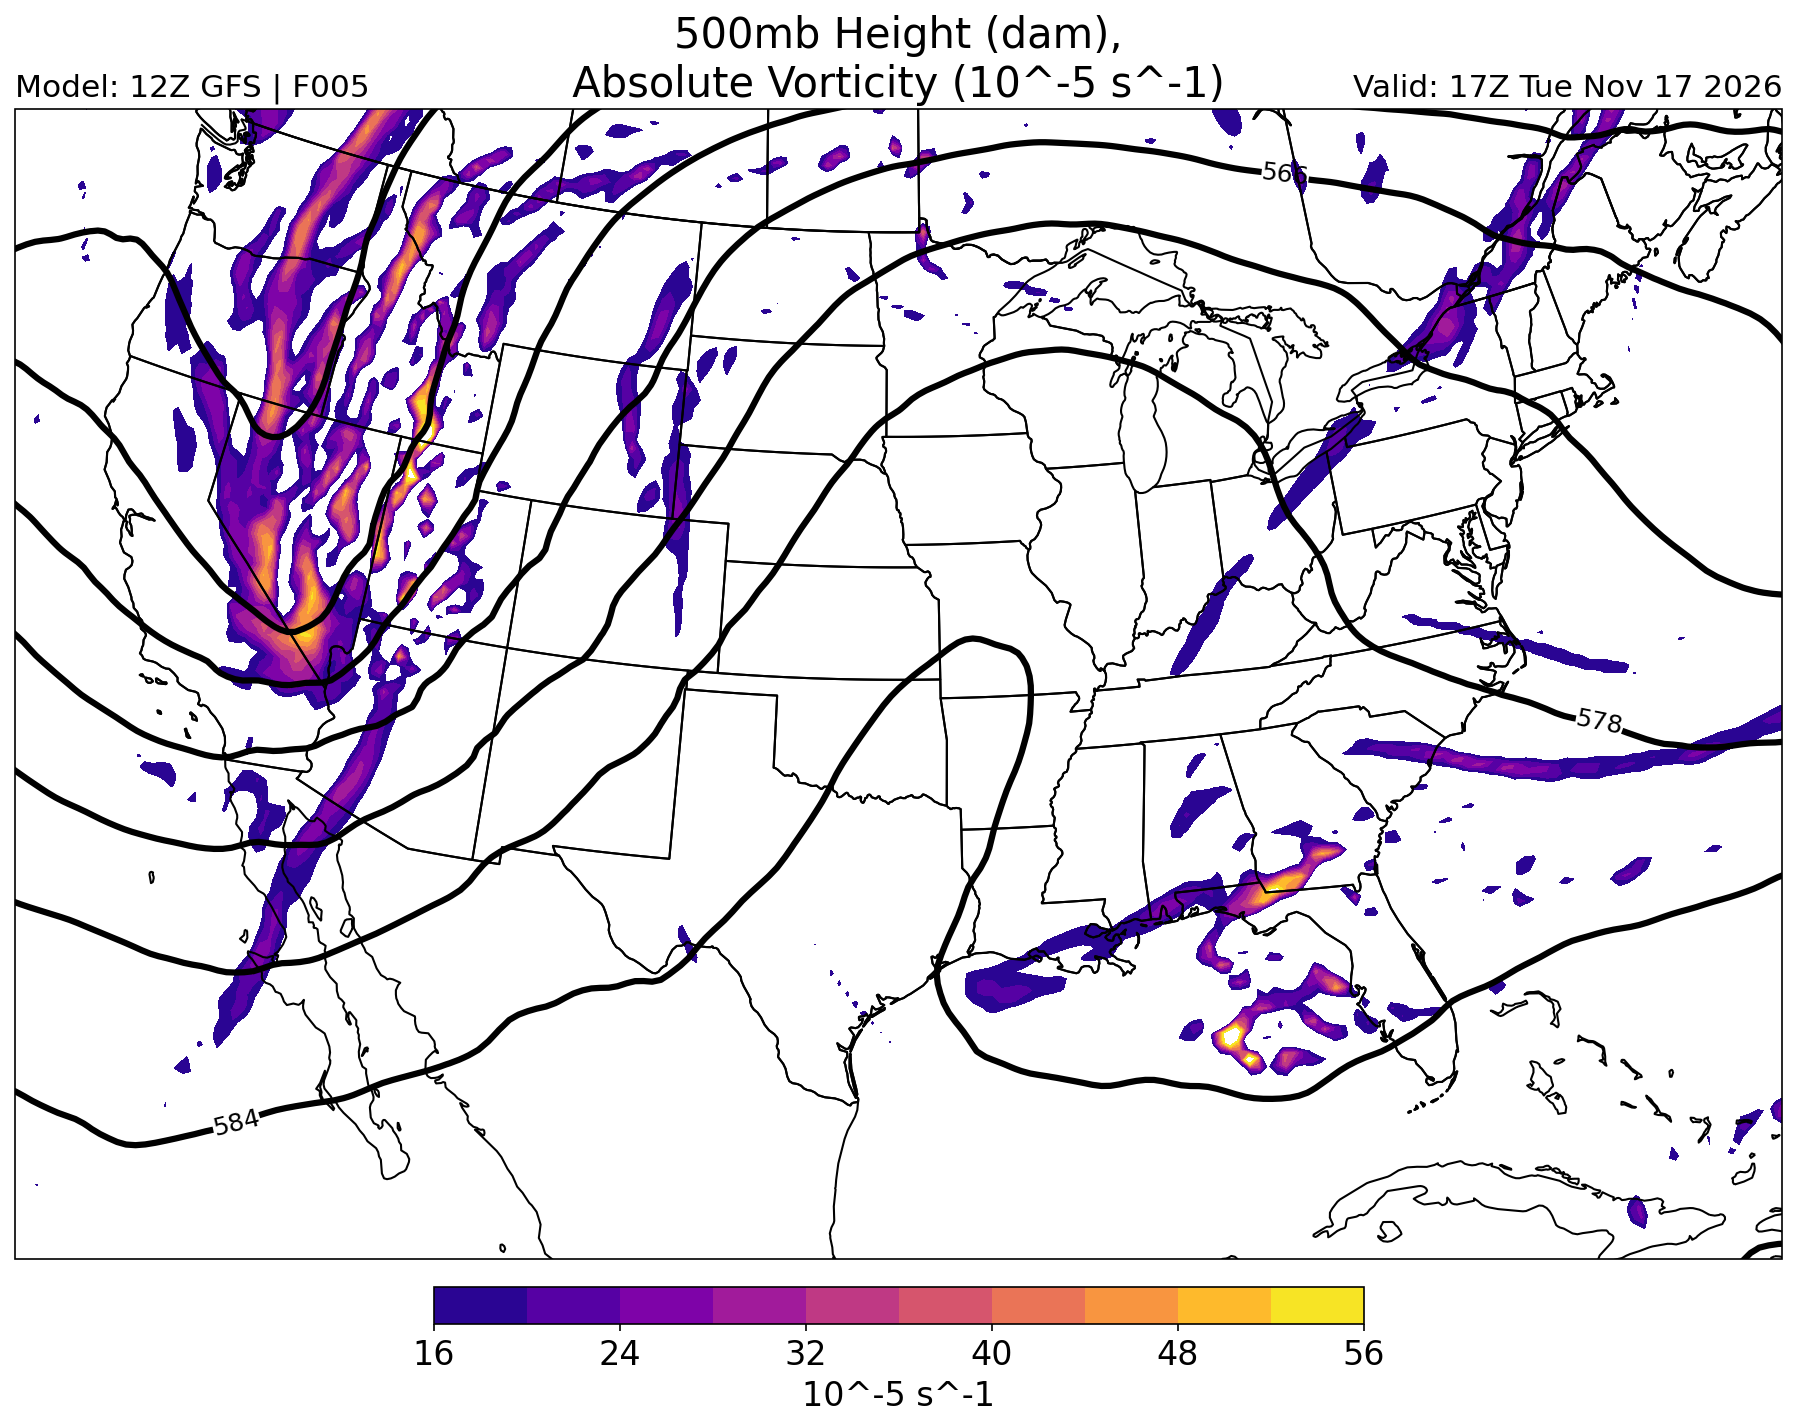 500mb Height (dam),
Absolute Vorticity (10^-5 s^-1)
Model: 12Z GFS | F005
Valid: 17Z Tue Nov 17 2026
566
578
584
16 24 32 40 48 56
10^-5 s^-1